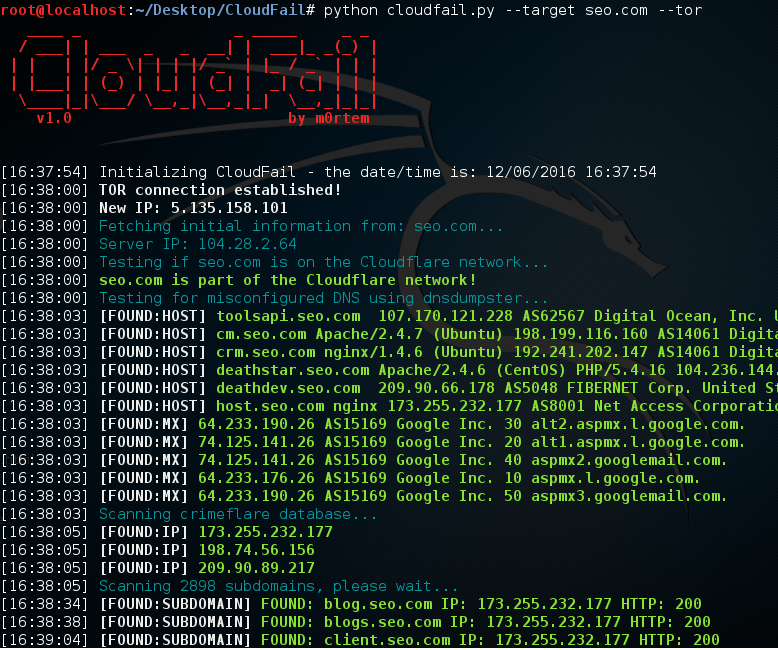 root@localhost:~/Desktop/CloudFail# python cloudfail.py --target seo.com --tor
CloudFail
v1.0 by m0rtem
[16:37:54] Initializing CloudFail - the date/time is: 12/06/2016 16:37:54
[16:38:00] TOR connection established!
[16:38:00] New IP: 5.135.158.101
[16:38:00] Fetching initial information from: seo.com...
[16:38:00] Server IP: 104.28.2.64
[16:38:00] Testing if seo.com is on the Cloudflare network...
[16:38:00] seo.com is part of the Cloudflare network!
[16:38:00] Testing for misconfigured DNS using dnsdumpster...
[16:38:03] [FOUND:HOST] toolsapi.seo.com  107.170.121.228 AS62567 Digital Ocean, Inc. U
[16:38:03] [FOUND:HOST] cm.seo.com Apache/2.4.7 (Ubuntu) 198.199.116.160 AS14061 Digita
[16:38:03] [FOUND:HOST] crm.seo.com nginx/1.4.6 (Ubuntu) 192.241.202.147 AS14061 Digita
[16:38:03] [FOUND:HOST] deathstar.seo.com Apache/2.4.6 (CentOS) PHP/5.4.16 104.236.144.
[16:38:03] [FOUND:HOST] deathdev.seo.com  209.90.66.178 AS5048 FIBERNET Corp. United St
[16:38:03] [FOUND:HOST] host.seo.com nginx 173.255.232.177 AS8001 Net Access Corporatio
[16:38:03] [FOUND:MX] 64.233.190.26 AS15169 Google Inc. 30 alt2.aspmx.l.google.com.
[16:38:03] [FOUND:MX] 74.125.141.26 AS15169 Google Inc. 20 alt1.aspmx.l.google.com.
[16:38:03] [FOUND:MX] 74.125.141.26 AS15169 Google Inc. 40 aspmx2.googlemail.com.
[16:38:03] [FOUND:MX] 64.233.176.26 AS15169 Google Inc. 10 aspmx.l.google.com.
[16:38:03] [FOUND:MX] 64.233.190.26 AS15169 Google Inc. 50 aspmx3.googlemail.com.
[16:38:03] Scanning crimeflare database...
[16:38:05] [FOUND:IP] 173.255.232.177
[16:38:05] [FOUND:IP] 198.74.56.156
[16:38:05] [FOUND:IP] 209.90.89.217
[16:38:05] Scanning 2898 subdomains, please wait...
[16:38:34] [FOUND:SUBDOMAIN] FOUND: blog.seo.com IP: 173.255.232.177 HTTP: 200
[16:38:38] [FOUND:SUBDOMAIN] FOUND: blogs.seo.com IP: 173.255.232.177 HTTP: 200
[16:39:04] [FOUND:SUBDOMAIN] FOUND: client.seo.com IP: 173.255.232.177 HTTP: 200